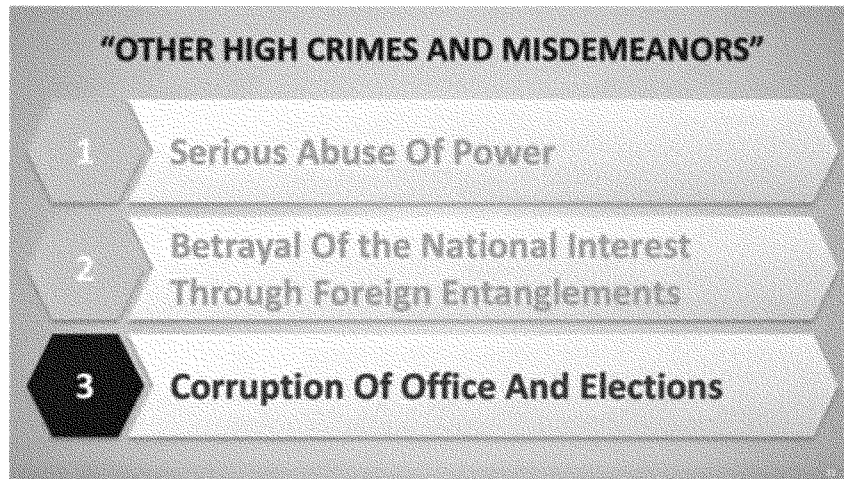 “OTHER HIGH CRIMES AND MISDEMEANORS”
1 Serious Abuse Of Power
2 Betrayal Of the National Interest
Through Foreign Entanglements
3 Corruption Of Office And Elections